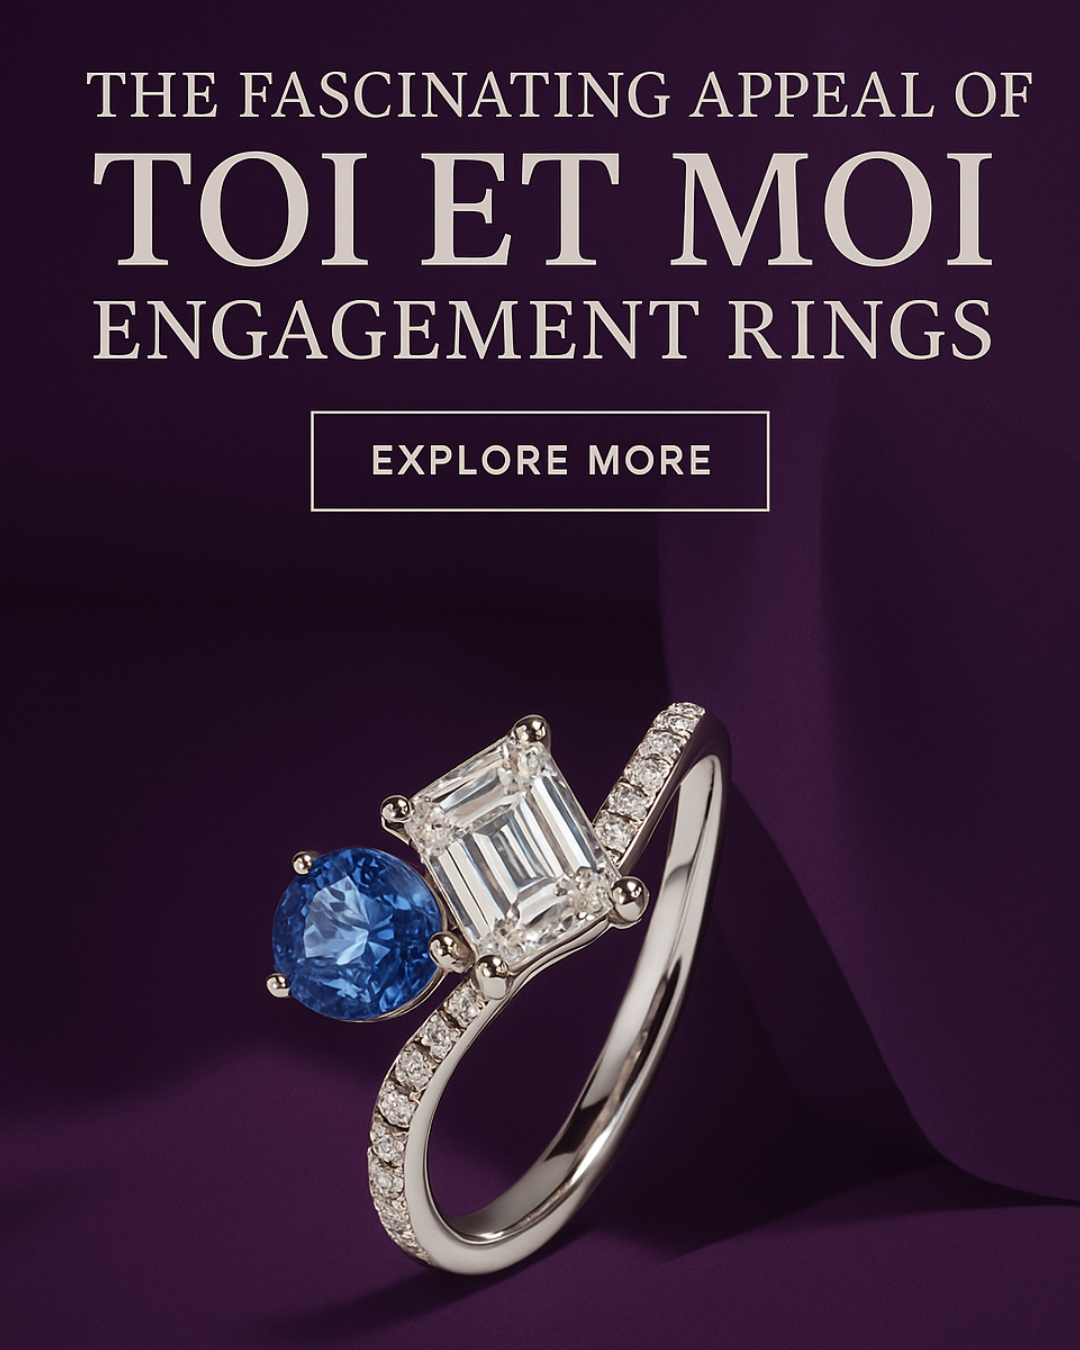 THE FASCINATING APPEAL OF
TOI ET MOI
ENGAGEMENT RINGS
EXPLORE MORE